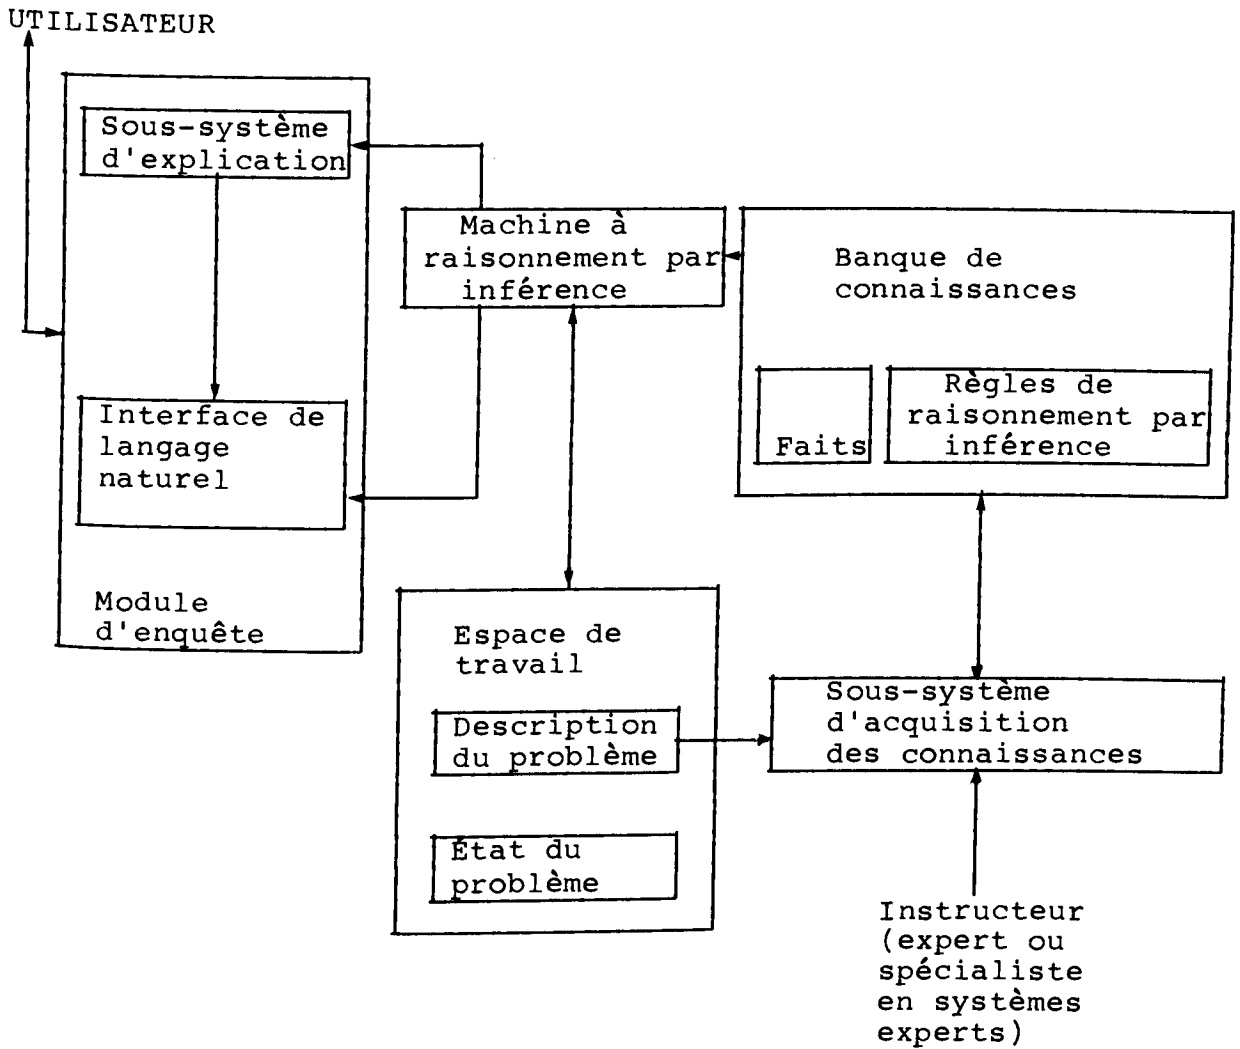 UTILISATEUR
Sous-système
d'explication
Machine à
raisonnement par
inférence
Banque de
connaissances
Faits
Règles de
raisonnement par
inférence
Interface de
langage
naturel
Module
d'enquête
Espace de
travail
Description
du problème
État du
problème
Sous-système
d'acquisition
des connaissances
Instructeur
(expert ou
spécialiste
en systèmes
experts)